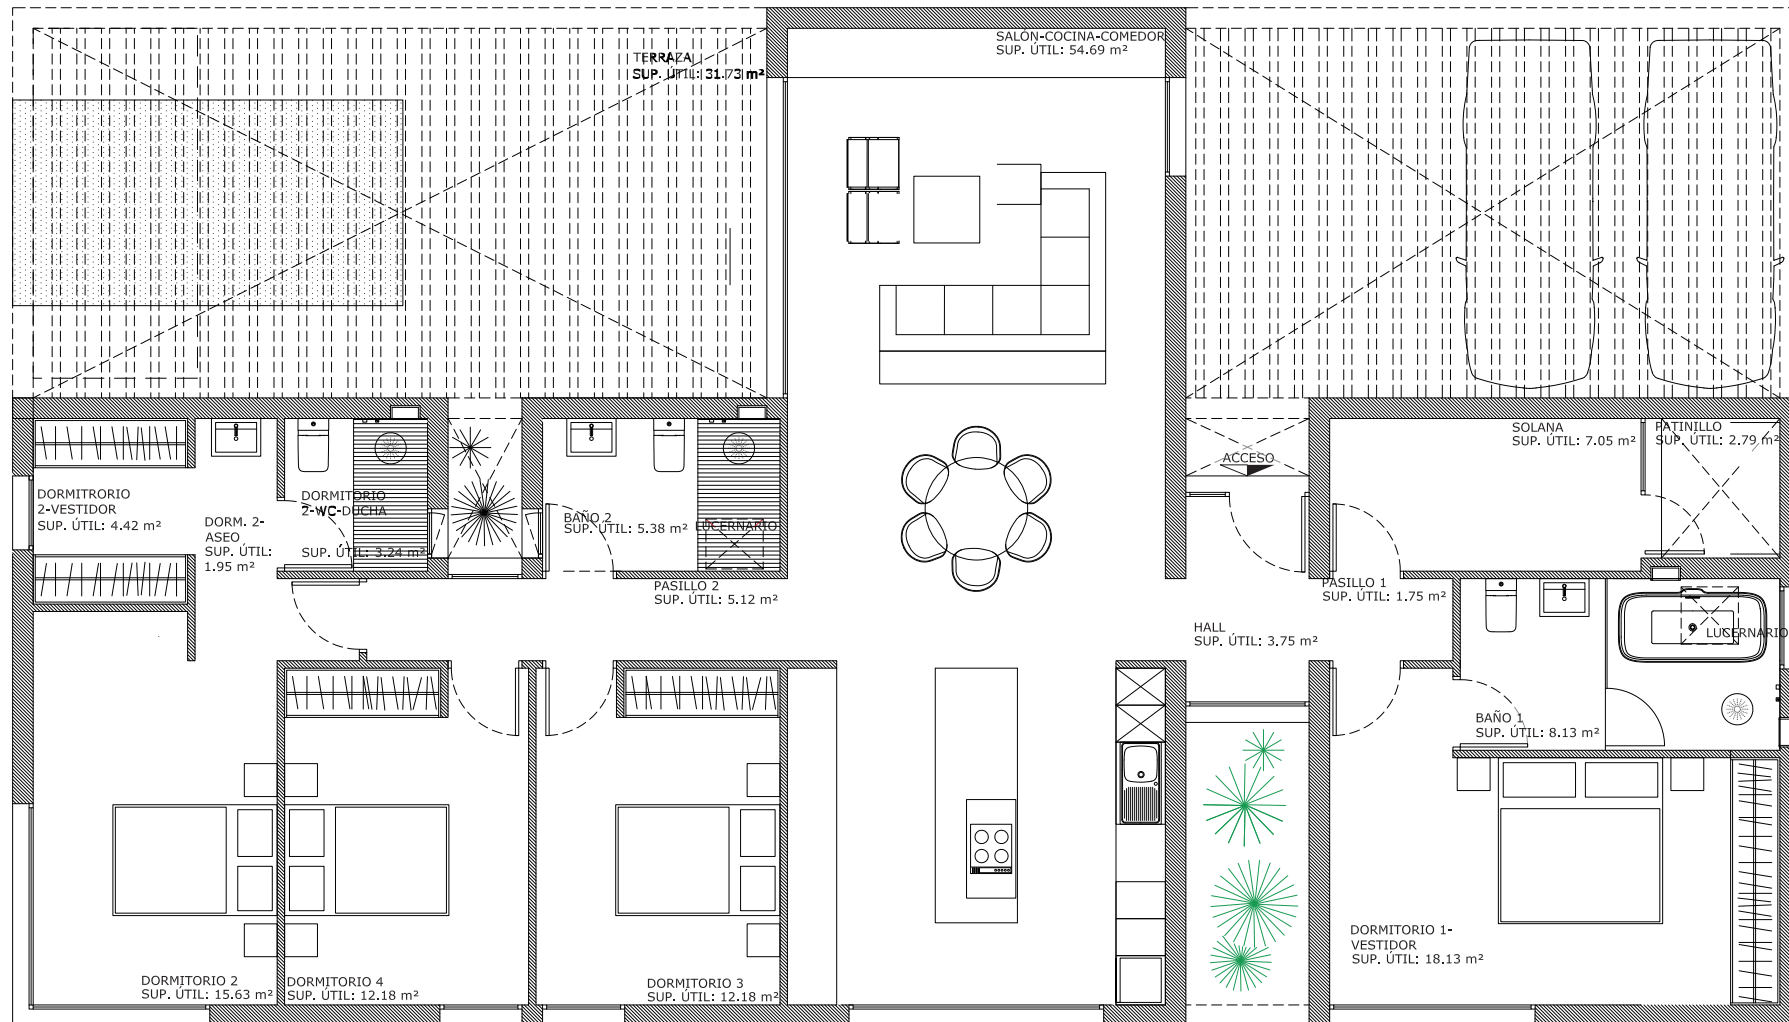 SALÓN-COCINA-COMEDOR
SUP. ÚTIL: 54.69 m²
TERRAZA
SUP. ÚTIL: 31.73 m²
SOLANA
SUP. ÚTIL: 7.05 m²
PATINILLO
SUP. ÚTIL: 2.79 m²
ACCESO
DORMITRORIO
2-VESTIDOR
SUP. ÚTIL: 4.42 m²
DORM. 2-
ASEO
SUP. ÚTIL:
1.95 m²
DORMITORIO
2-WC-DUCHA
SUP. ÚTIL: 3.24 m²
BAÑO 2
SUP. ÚTIL: 5.38 m²
LUCERNARIO
PASILLO 2
SUP. ÚTIL: 5.12 m²
PASILLO 1
SUP. ÚTIL: 1.75 m²
HALL
SUP. ÚTIL: 3.75 m²
LUCERNARIO
BAÑO 1
SUP. ÚTIL: 8.13 m²
DORMITORIO 1-
VESTIDOR
SUP. ÚTIL: 18.13 m²
DORMITORIO 2
SUP. ÚTIL: 15.63 m²
DORMITORIO 4
SUP. ÚTIL: 12.18 m²
DORMITORIO 3
SUP. ÚTIL: 12.18 m²